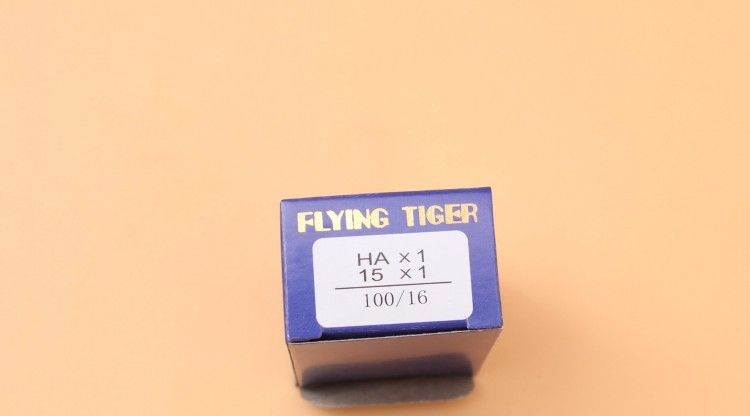 FLYING TIGER
HA × 1
15 × 1
100/16